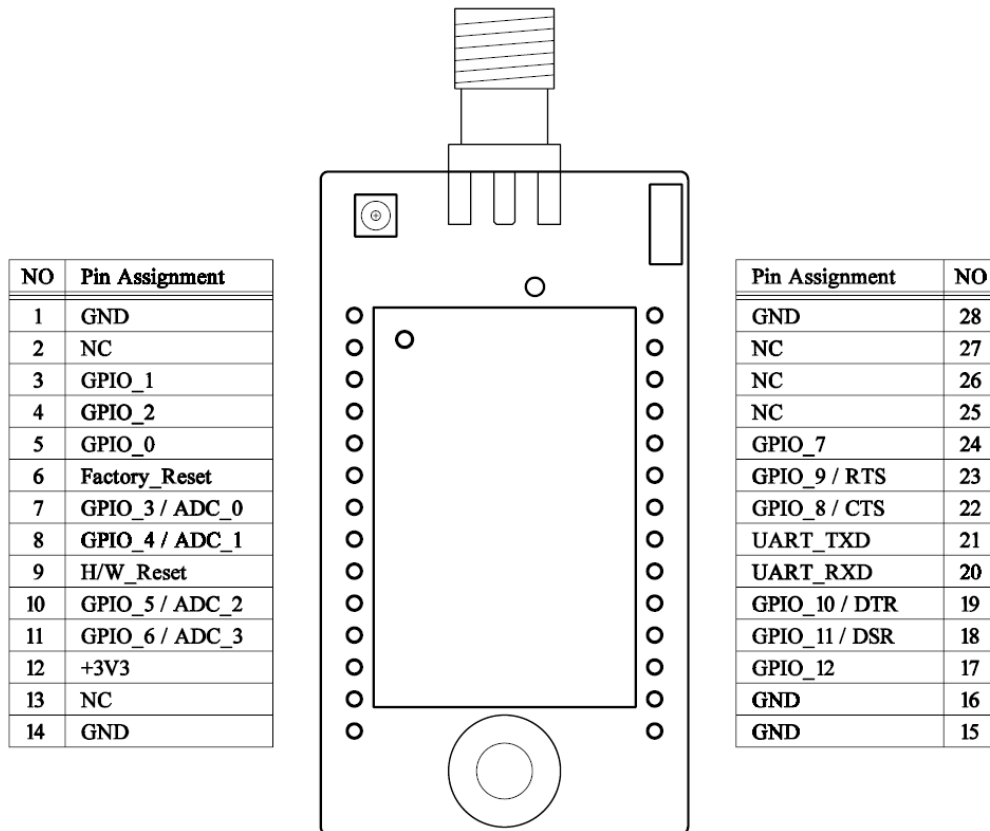 NO Pin Assignment
1 GND
2 NC
3 GPIO_1
4 GPIO_2
5 GPIO_0
6 Factory_Reset
7 GPIO_3 / ADC_0
8 GPIO_4 / ADC_1
9 H/W_Reset
10 GPIO_5 / ADC_2
11 GPIO_6 / ADC_3
12 +3V3
13 NC
14 GND
Pin Assignment NO
GND 28
NC 27
NC 26
NC 25
GPIO_7 24
GPIO_9 / RTS 23
GPIO_8 / CTS 22
UART_TXD 21
UART_RXD 20
GPIO_10 / DTR 19
GPIO_11 / DSR 18
GPIO_12 17
GND 16
GND 15